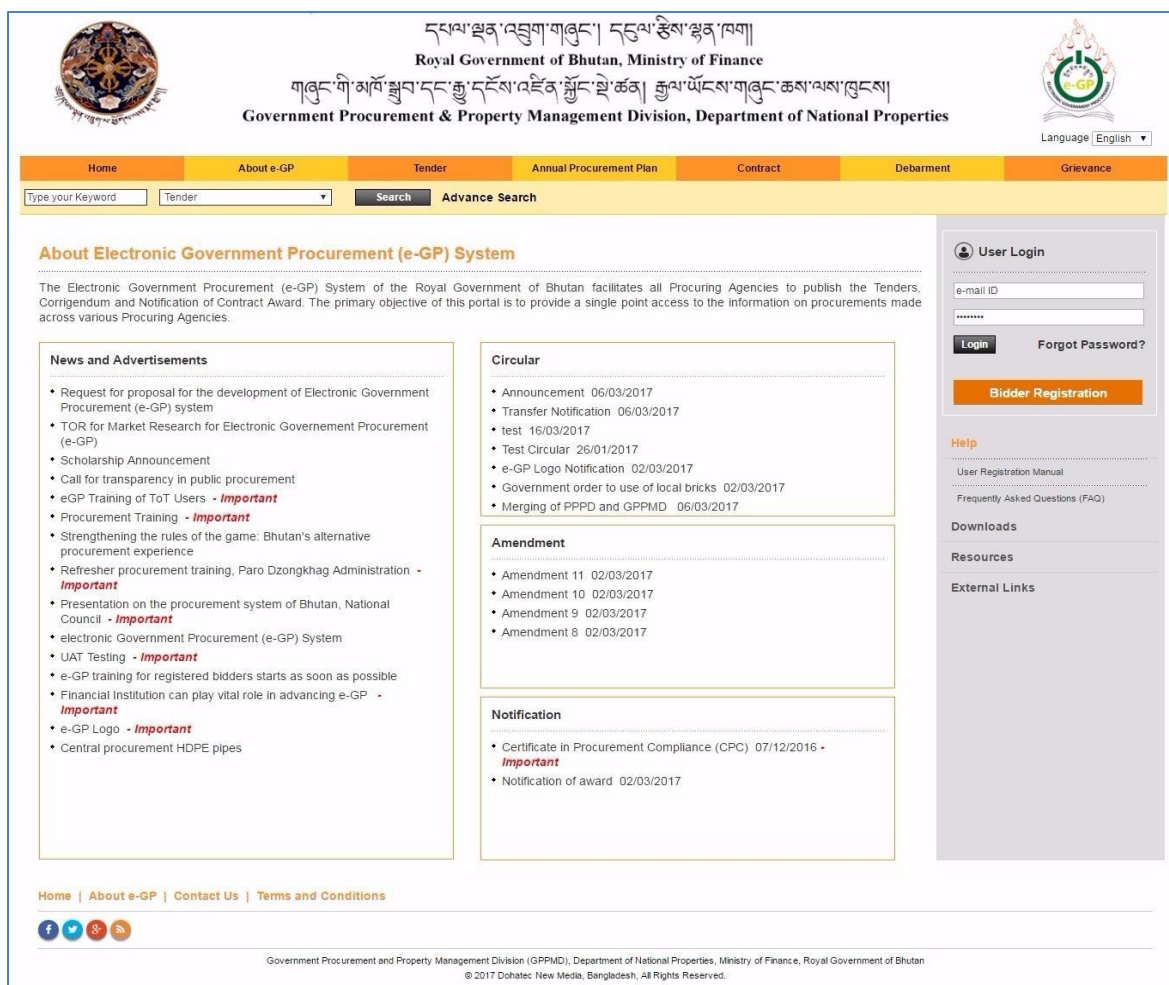 དཔལ་ལྡན་འབྲུག་གཞུང་། དངུལ་རྩིས་ལྷན་ཁག།
Royal Government of Bhutan, Ministry of Finance
གཞུང་གི་མཁོ་སྒྲུབ་དང་རྒྱུ་དངོས་འཛིན་སྐྱོང་སྡེ་ཚན། རྒྱལ་ཡོངས་གཞུང་ཆས་ལས་ཁུངས།
Government Procurement & Property Management Division, Department of National Properties
e-GP
Language English
Home About e-GP Tender Annual Procurement Plan Contract Debarment Grievance
Type your Keyword Tender Search Advance Search
About Electronic Government Procurement (e-GP) System
The Electronic Government Procurement (e-GP) System of the Royal Government of Bhutan facilitates all Procuring Agencies to publish the Tenders,
Corrigendum and Notification of Contract Award. The primary objective of this portal is to provide a single point access to the information on procurements made
across various Procuring Agencies.
News and Advertisements
Request for proposal for the development of Electronic Government
Procurement (e-GP) system
TOR for Market Research for Electronic Governement Procurement
(e-GP)
Scholarship Announcement
Call for transparency in public procurement
eGP Training of ToT Users - Important
Procurement Training - Important
Strengthening the rules of the game: Bhutan's alternative
procurement experience
Refresher procurement training, Paro Dzongkhag Administration -
Important
Presentation on the procurement system of Bhutan, National
Council - Important
electronic Government Procurement (e-GP) System
UAT Testing - Important
e-GP training for registered bidders starts as soon as possible
Financial Institution can play vital role in advancing e-GP -
Important
e-GP Logo - Important
Central procurement HDPE pipes
Circular
Announcement 06/03/2017
Transfer Notification 06/03/2017
test 16/03/2017
Test Circular 26/01/2017
e-GP Logo Notification 02/03/2017
Government order to use of local bricks 02/03/2017
Merging of PPPD and GPPMD 06/03/2017
Amendment
Amendment 11 02/03/2017
Amendment 10 02/03/2017
Amendment 9 02/03/2017
Amendment 8 02/03/2017
Notification
Certificate in Procurement Compliance (CPC) 07/12/2016 -
Important
Notification of award 02/03/2017
User Login
e-mail ID
••••••••
Login Forgot Password?
Bidder Registration
Help
User Registration Manual
Frequently Asked Questions (FAQ)
Downloads
Resources
External Links
Home | About e-GP | Contact Us | Terms and Conditions
Government Procurement and Property Management Division (GPPMD), Department of National Properties, Ministry of Finance, Royal Government of Bhutan
© 2017 Dohatec New Media, Bangladesh, All Rights Reserved.